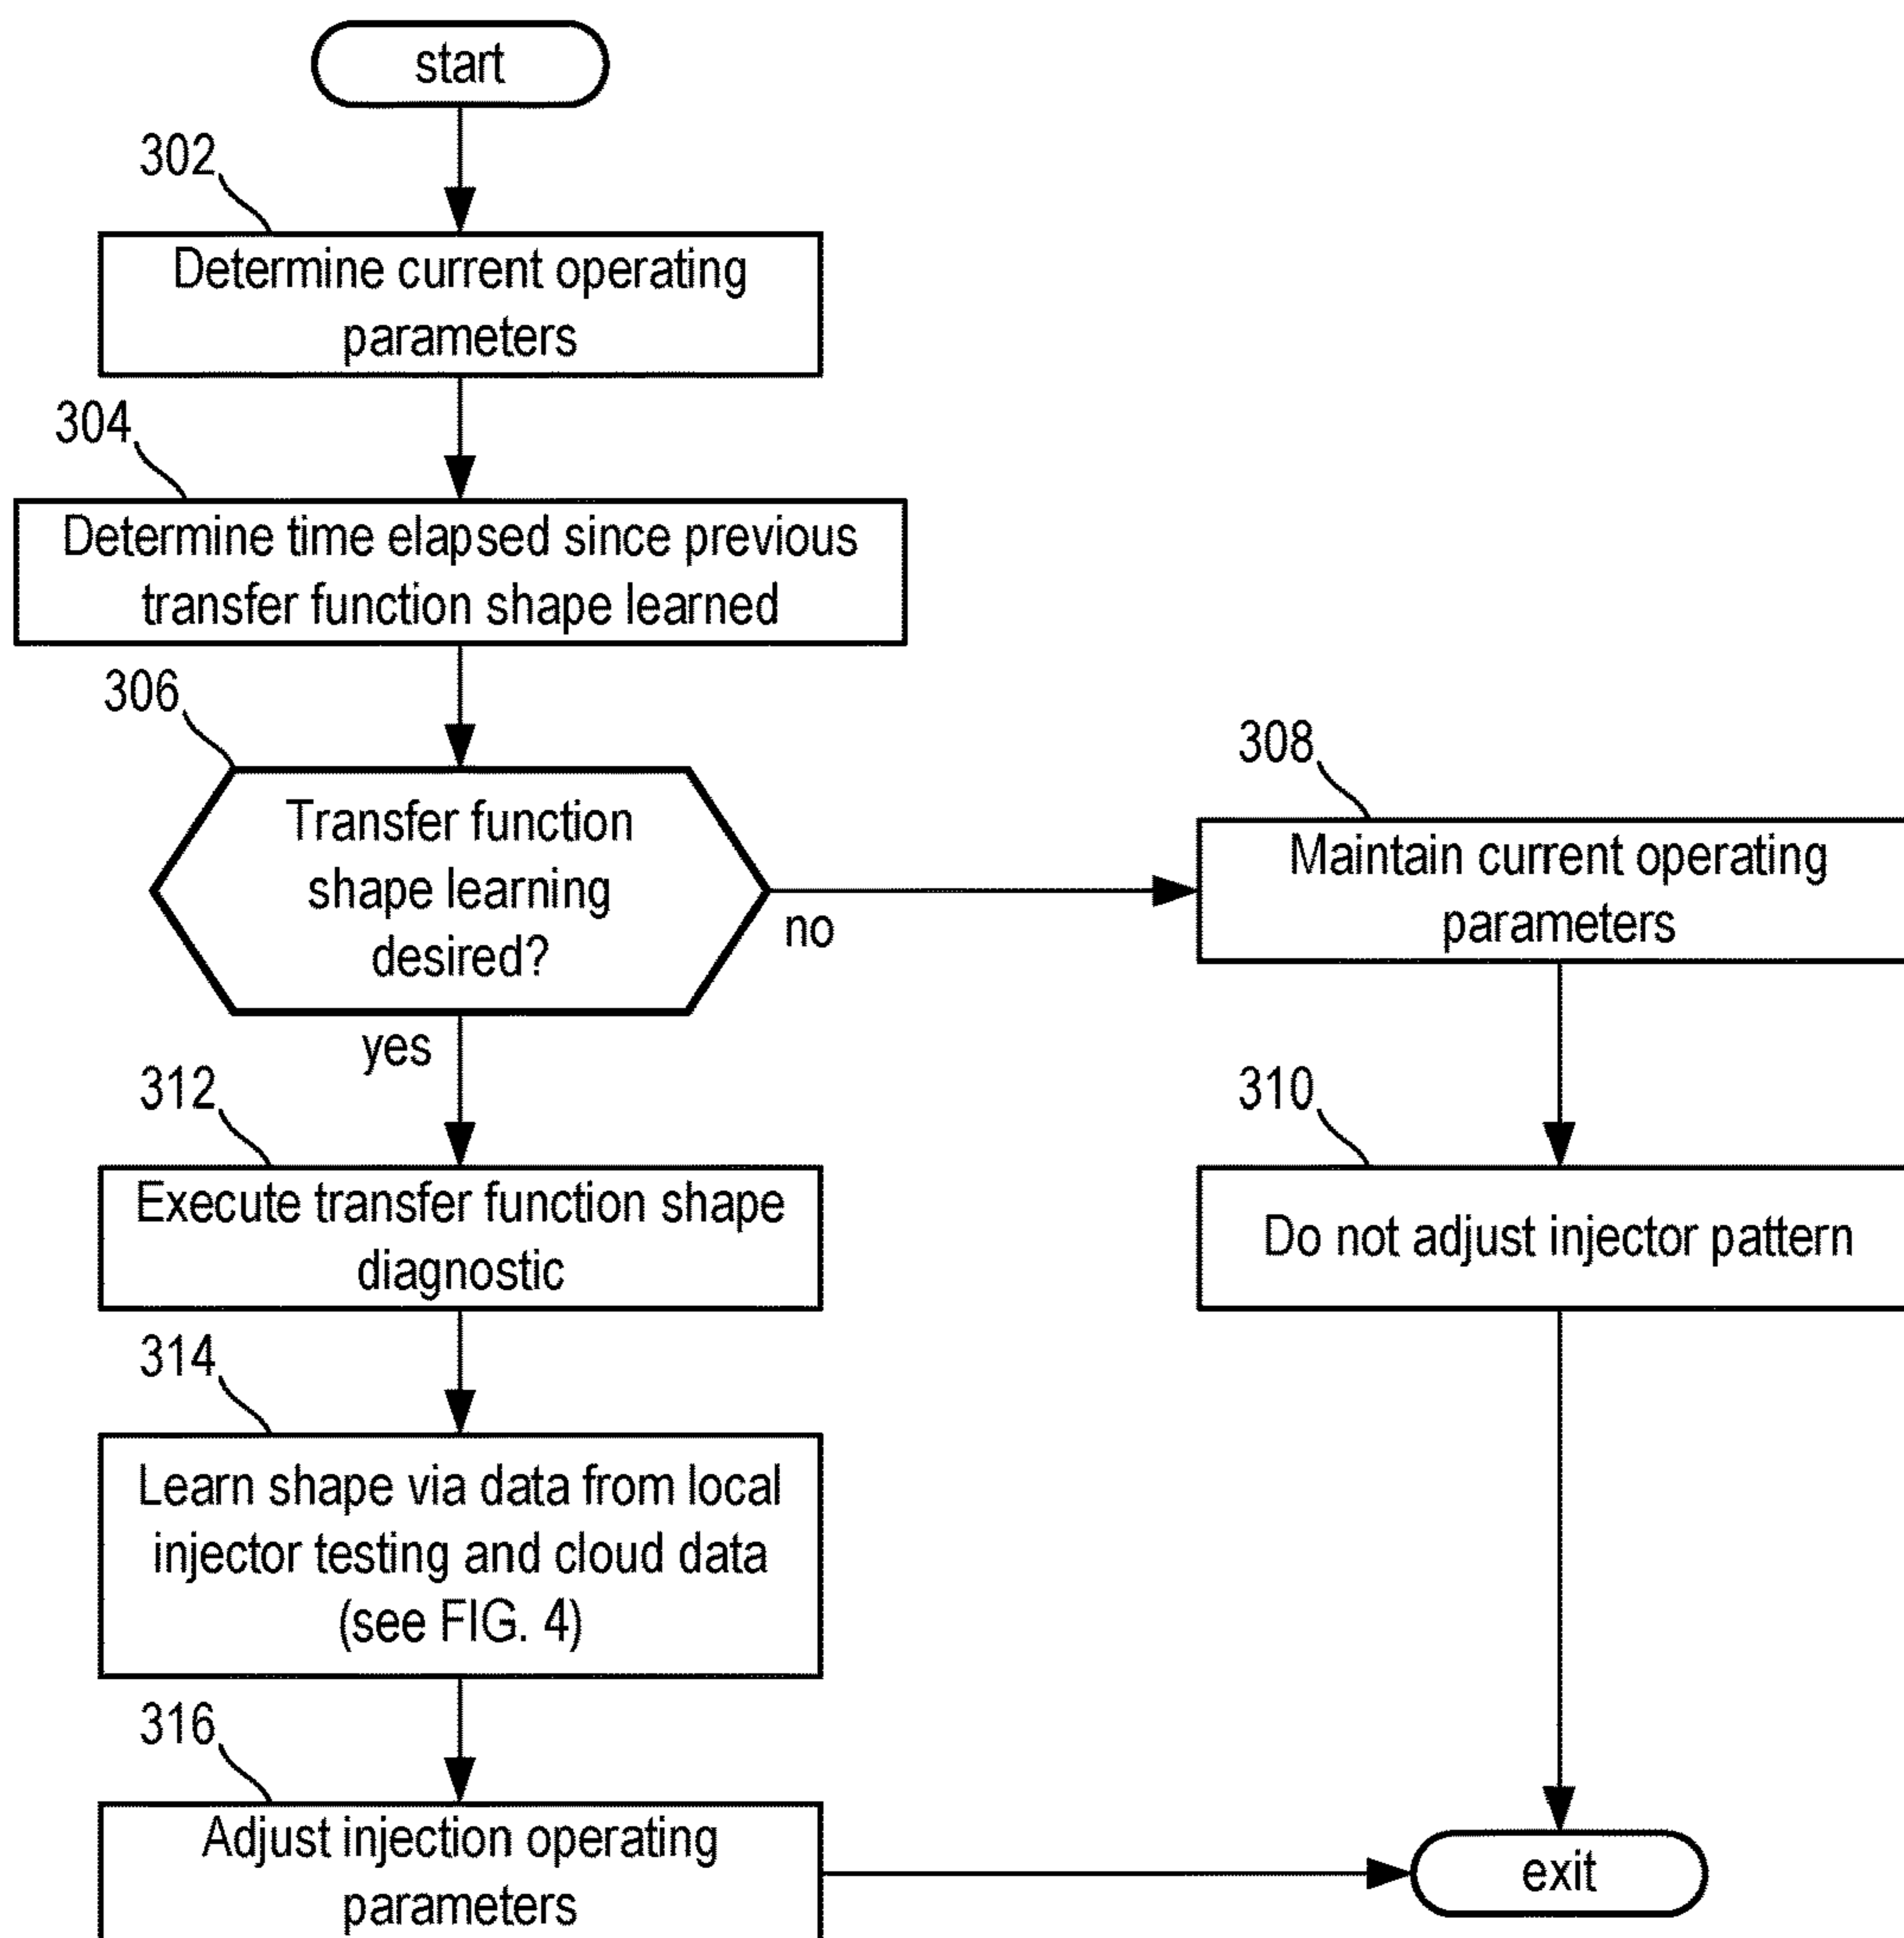 start
302
Determine current operating
parameters
304
Determine time elapsed since previous
transfer function shape learned
306
Transfer function
shape learning
desired?
no
yes
308
Maintain current operating
parameters
310
Do not adjust injector pattern
312
Execute transfer function shape
diagnostic
314
Learn shape via data from local
injector testing and cloud data
(see FIG. 4)
316
Adjust injection operating
parameters
exit